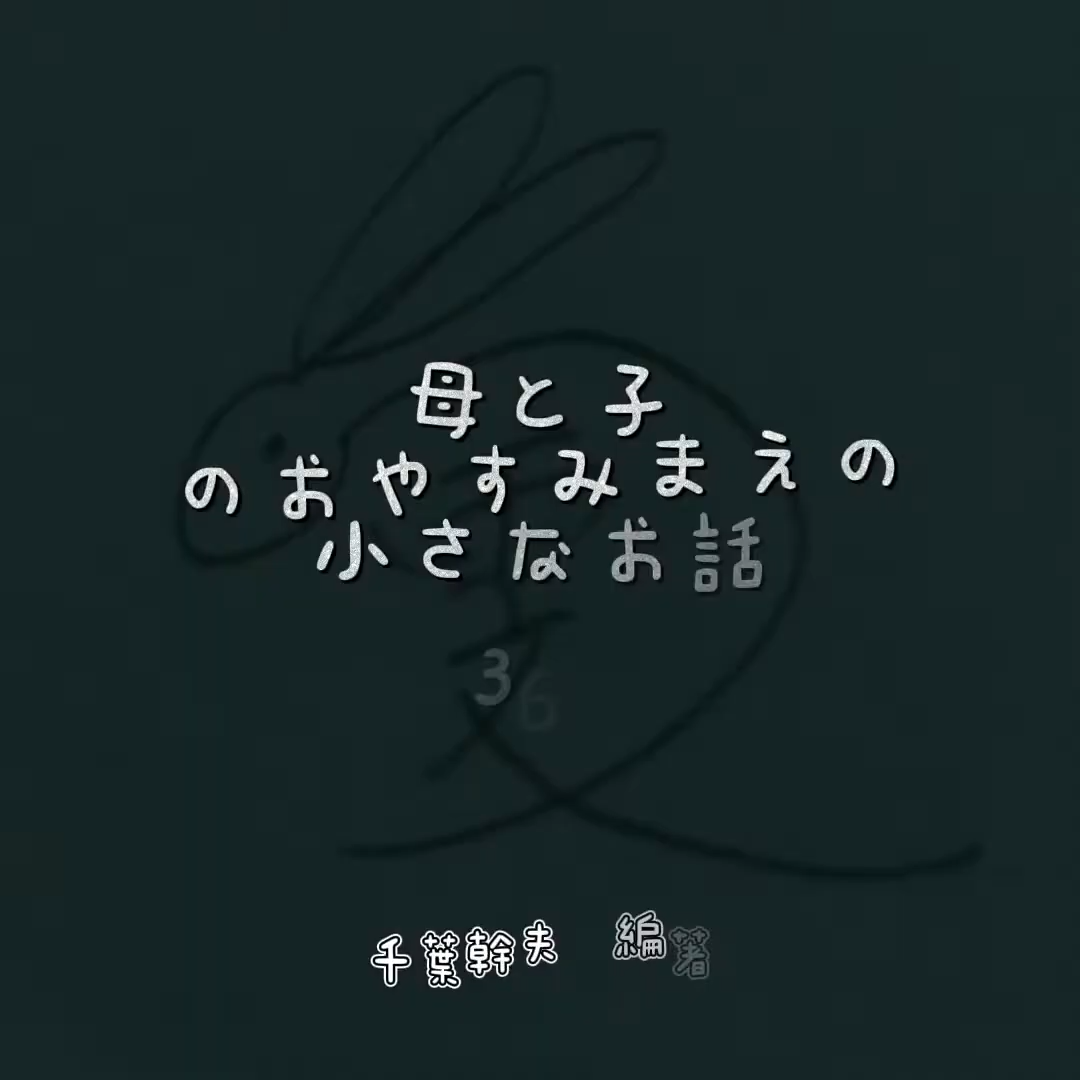 母と子
のおやすみまえの
小さなお話
36
千葉幹夫 編著